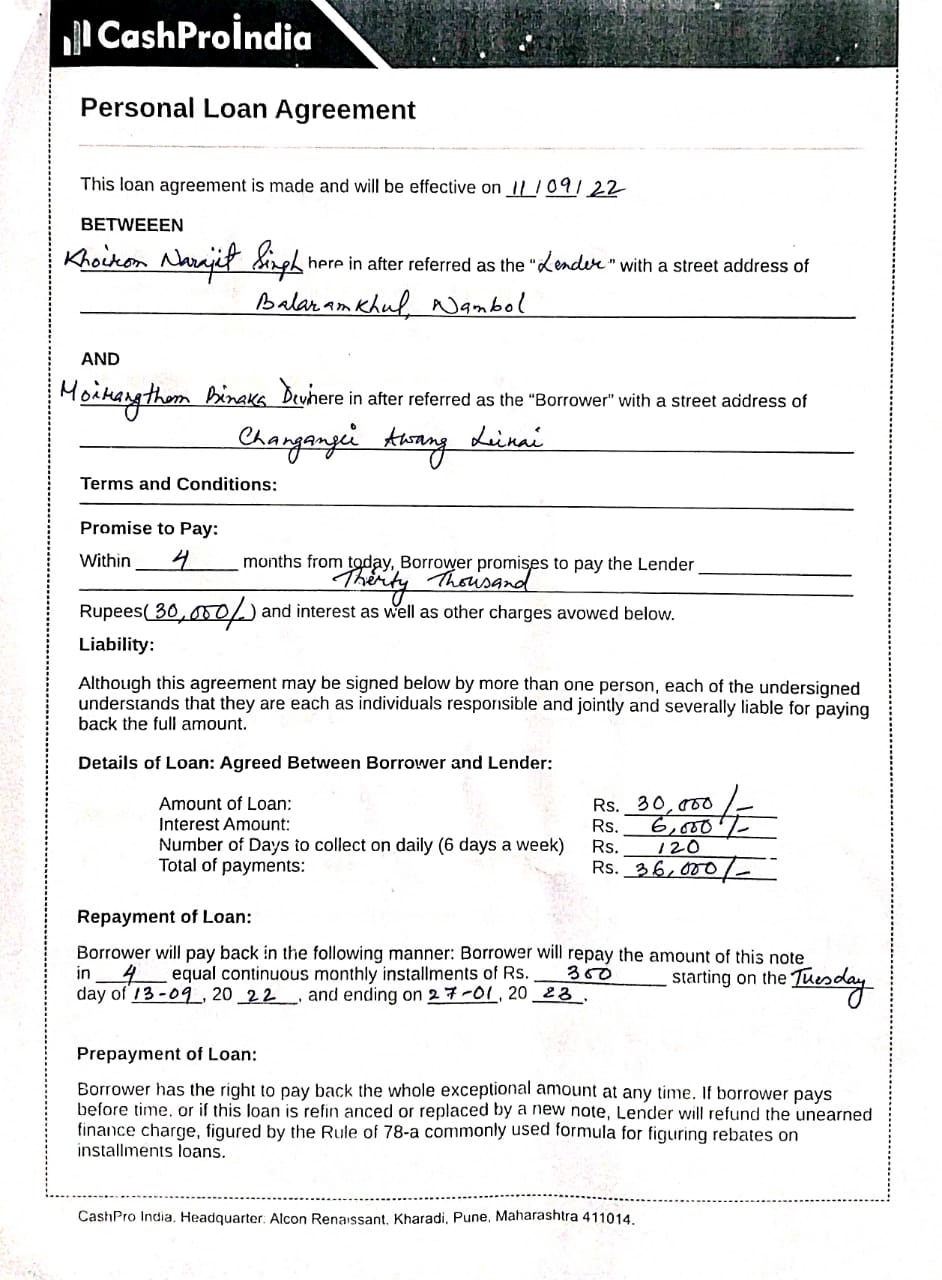 CashProIndia
Personal Loan Agreement
This loan agreement is made and will be effective on 11/09/22
BETWEEEN
Khoirom Narajit Singh here in after referred as the "Lender" with a street address of
Balaramkhul, Nambol
AND
Moirangthem Binaka Devi here in after referred as the "Borrower" with a street address of
Changangei Awang Leikai
Terms and Conditions:
Promise to Pay:
Within 4 months from today, Borrower promises to pay the Lender
Therty Thousand
Rupees(30,000/-) and interest as well as other charges avowed below.
Liability:
Although this agreement may be signed below by more than one person, each of the undersigned
understands that they are each as individuals responsible and jointly and severally liable for paying
back the full amount.
Details of Loan: Agreed Between Borrower and Lender:
Amount of Loan: Rs. 30,000/-
Interest Amount: Rs. 6,000/-
Number of Days to collect on daily (6 days a week) Rs. 120
Total of payments: Rs. 36,000/-
Repayment of Loan:
Borrower will pay back in the following manner: Borrower will repay the amount of this note
in 4 equal continuous monthly installments of Rs. 300 starting on the Tuesday
day of 13-09, 20 22, and ending on 27-01, 20 23.
Prepayment of Loan:
Borrower has the right to pay back the whole exceptional amount at any time. If borrower pays
before time. or if this loan is refin anced or replaced by a new note, Lender will refund the unearned
finance charge, figured by the Rule of 78-a commonly used formula for figuring rebates on
installments loans.
CashPro India. Headquarter: Alcon Renaissant, Kharadi, Pune, Maharashtra 411014.